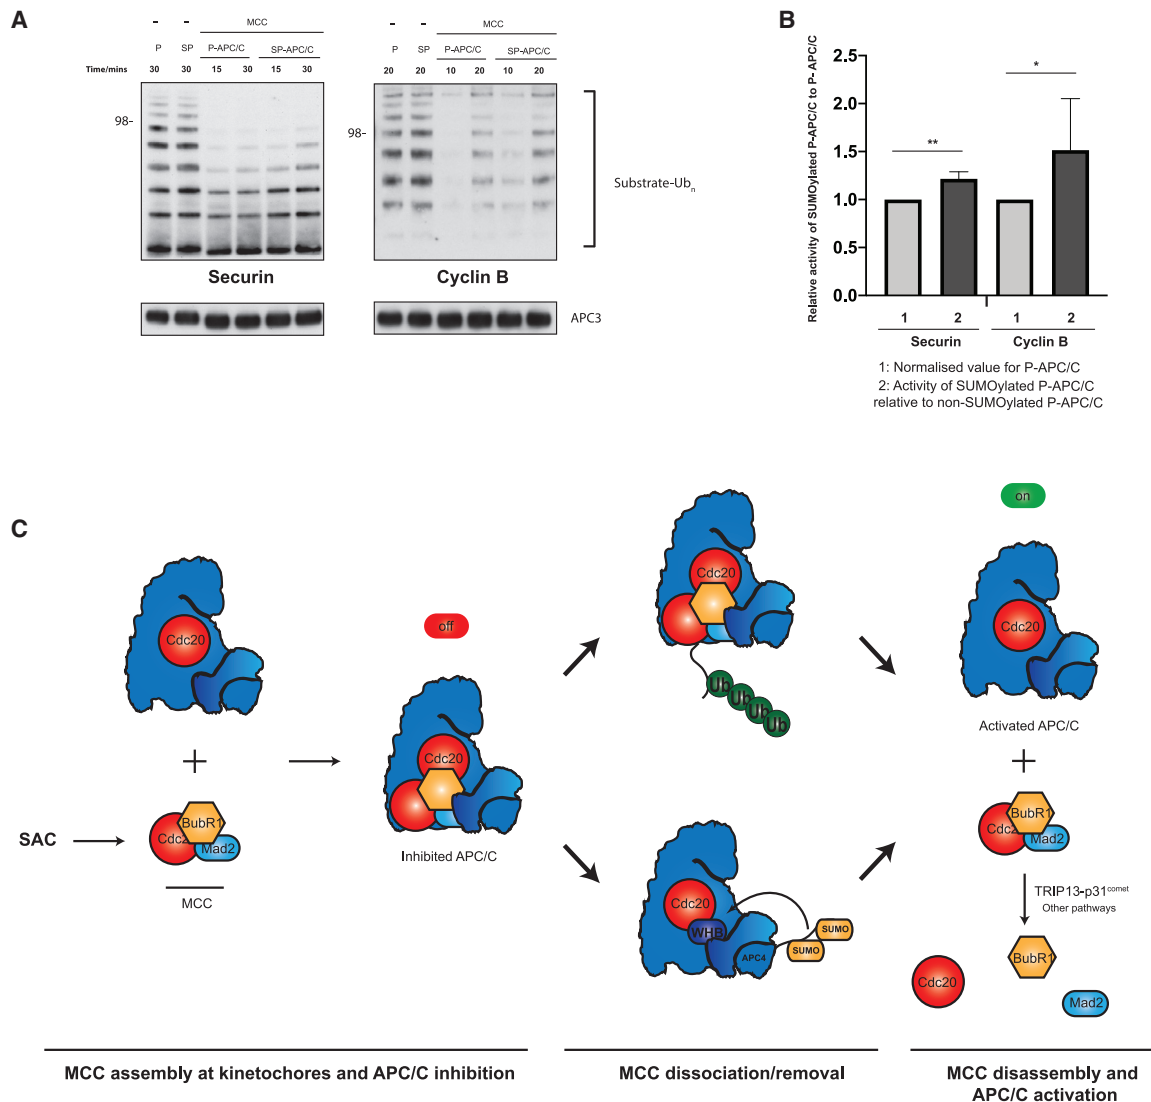 A
- - MCC
P SP P-APC/C SP-APC/C
Time/mins 30 30 15 30 15 30
98-
Securin
- - MCC
P SP P-APC/C SP-APC/C
20 20 10 20 10 20
98-
Substrate-Ubn
Cyclin B
APC3
B
Relative activity of SUMOylated P-APC/C to P-APC/C
2.5
2.0
1.5
1.0
0.5
0.0
**
*
1 2 1 2
Securin Cyclin B
1: Normalised value for P-APC/C
2: Activity of SUMOylated P-APC/C
relative to non-SUMOylated P-APC/C
C
Cdc20
+
SAC
BubR1
Cdc2
Mad2
MCC
off
Cdc20
Inhibited APC/C
Cdc20
Ub
Ub
Ub
Ub
Cdc20
WHB
APC4
SUMO
SUMO
on
Cdc20
Activated APC/C
+
BubR1
Cdc2
Mad2
TRIP13-p31comet
Other pathways
BubR1
Cdc20
Mad2
MCC assembly at kinetochores and APC/C inhibition
MCC dissociation/removal
MCC disassembly and
APC/C activation